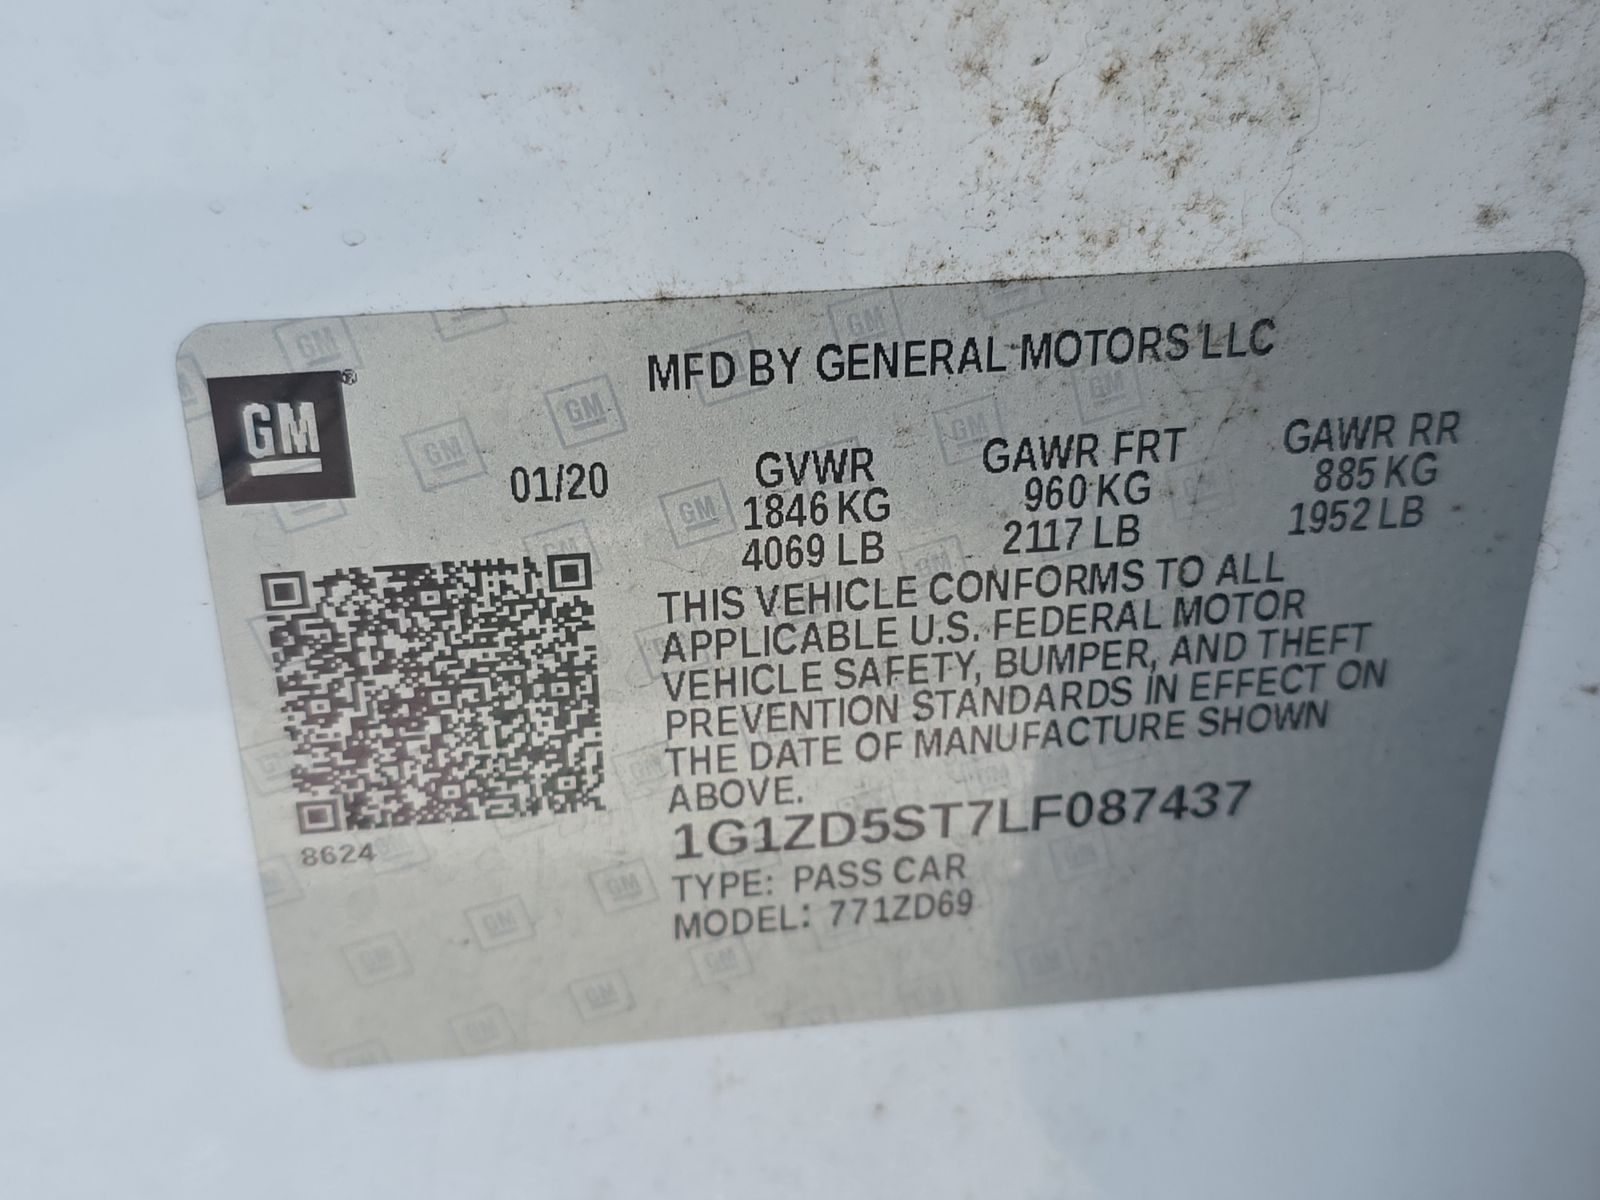 MFD BY GENERAL MOTORS LLC
GM
01/20
GVWR GAWR FRT GAWR RR
1846 KG 960 KG 885 KG
4069 LB 2117 LB 1952 LB
THIS VEHICLE CONFORMS TO ALL
APPLICABLE U.S. FEDERAL MOTOR
VEHICLE SAFETY, BUMPER, AND THEFT
PREVENTION STANDARDS IN EFFECT ON
THE DATE OF MANUFACTURE SHOWN
ABOVE.
1G1ZD5ST7LF087437
8624
TYPE: PASS CAR
MODEL: 771ZD69